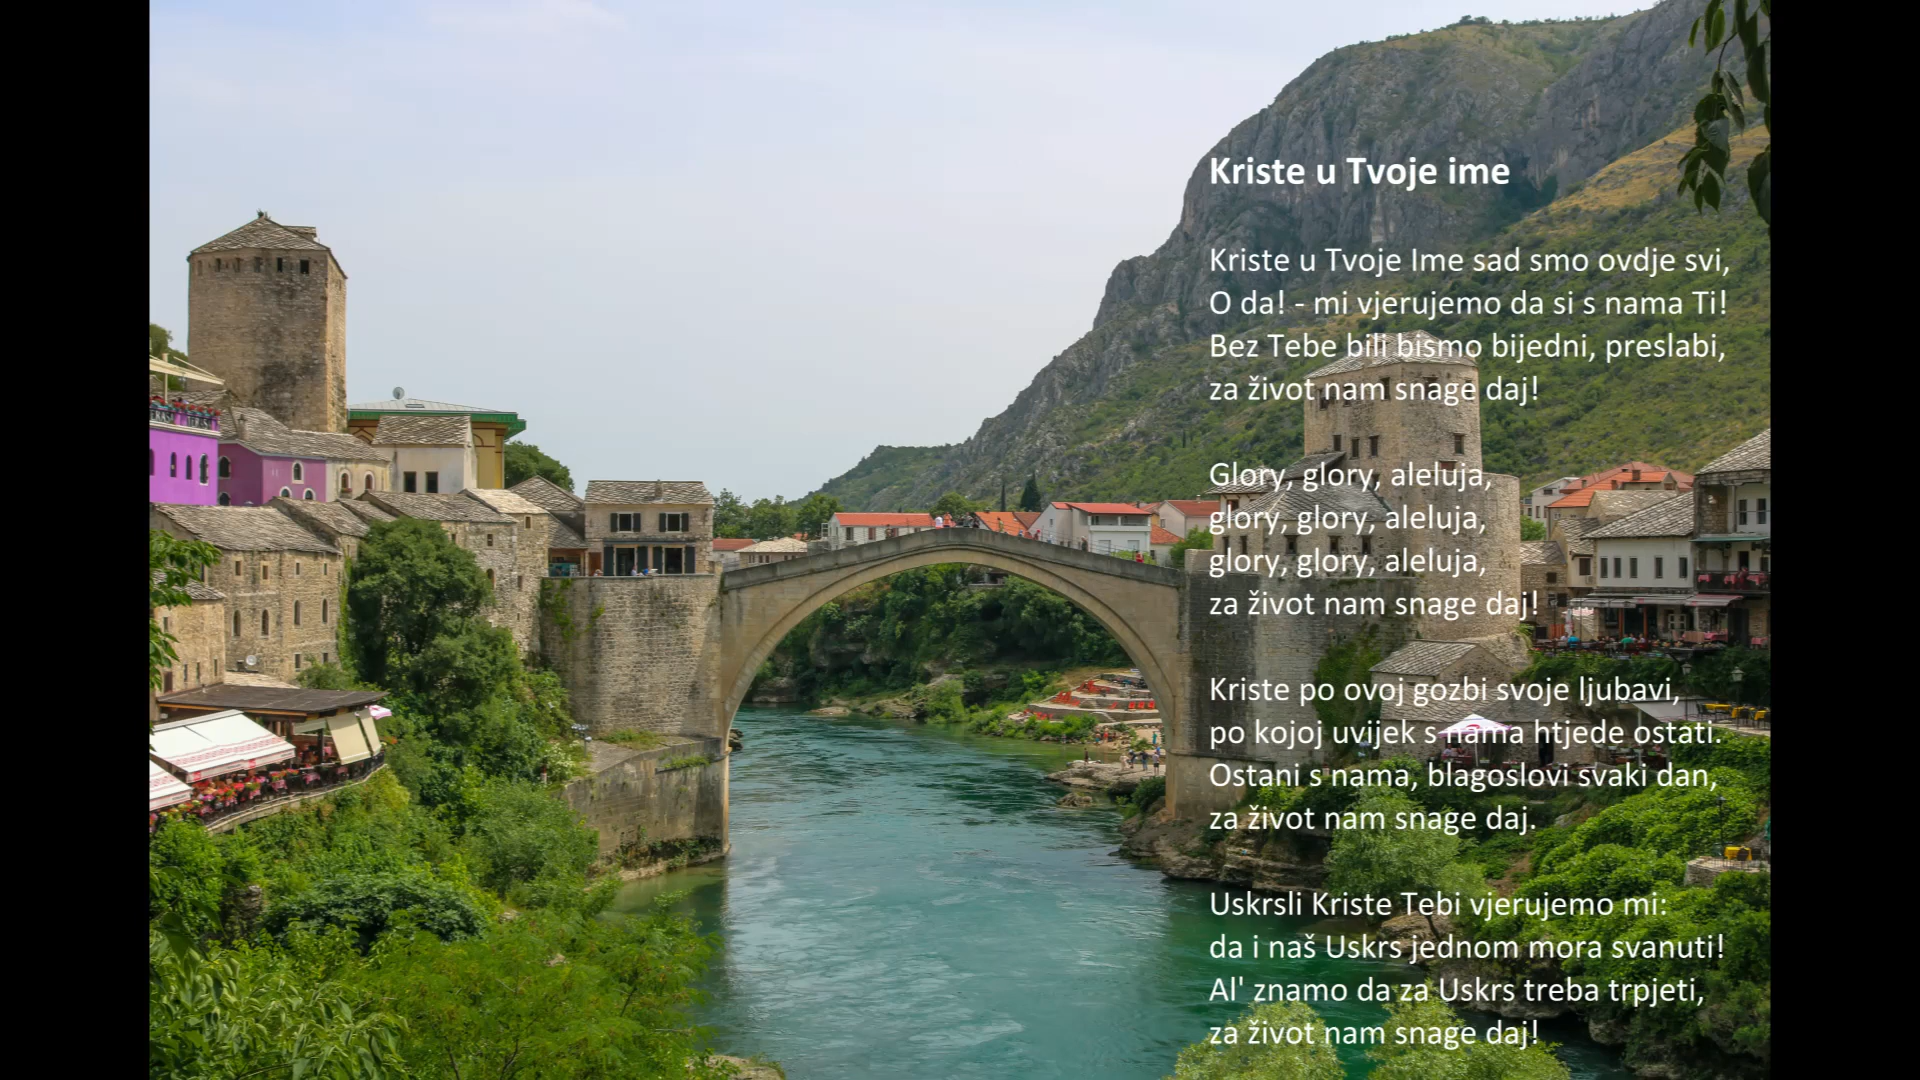 Kriste u Tvoje ime
Kriste u Tvoje Ime sad smo ovdje svi,
O da! - mi vjerujemo da si s nama Ti!
Bez Tebe bili bismo bijedni, preslabi,
za život nam snage daj!
Glory, glory, aleluja,
glory, glory, aleluja,
glory, glory, aleluja,
za život nam snage daj!
Kriste po ovoj gozbi svoje ljubavi,
po kojoj uvijek s nama htjede ostati.
Ostani s nama, blagoslovi svaki dan,
za život nam snage daj.
Uskrsli Kriste Tebi vjerujemo mi:
da i naš Uskrs jednom mora svanuti!
Al' znamo da za Uskrs treba trpjeti,
za život nam snage daj!